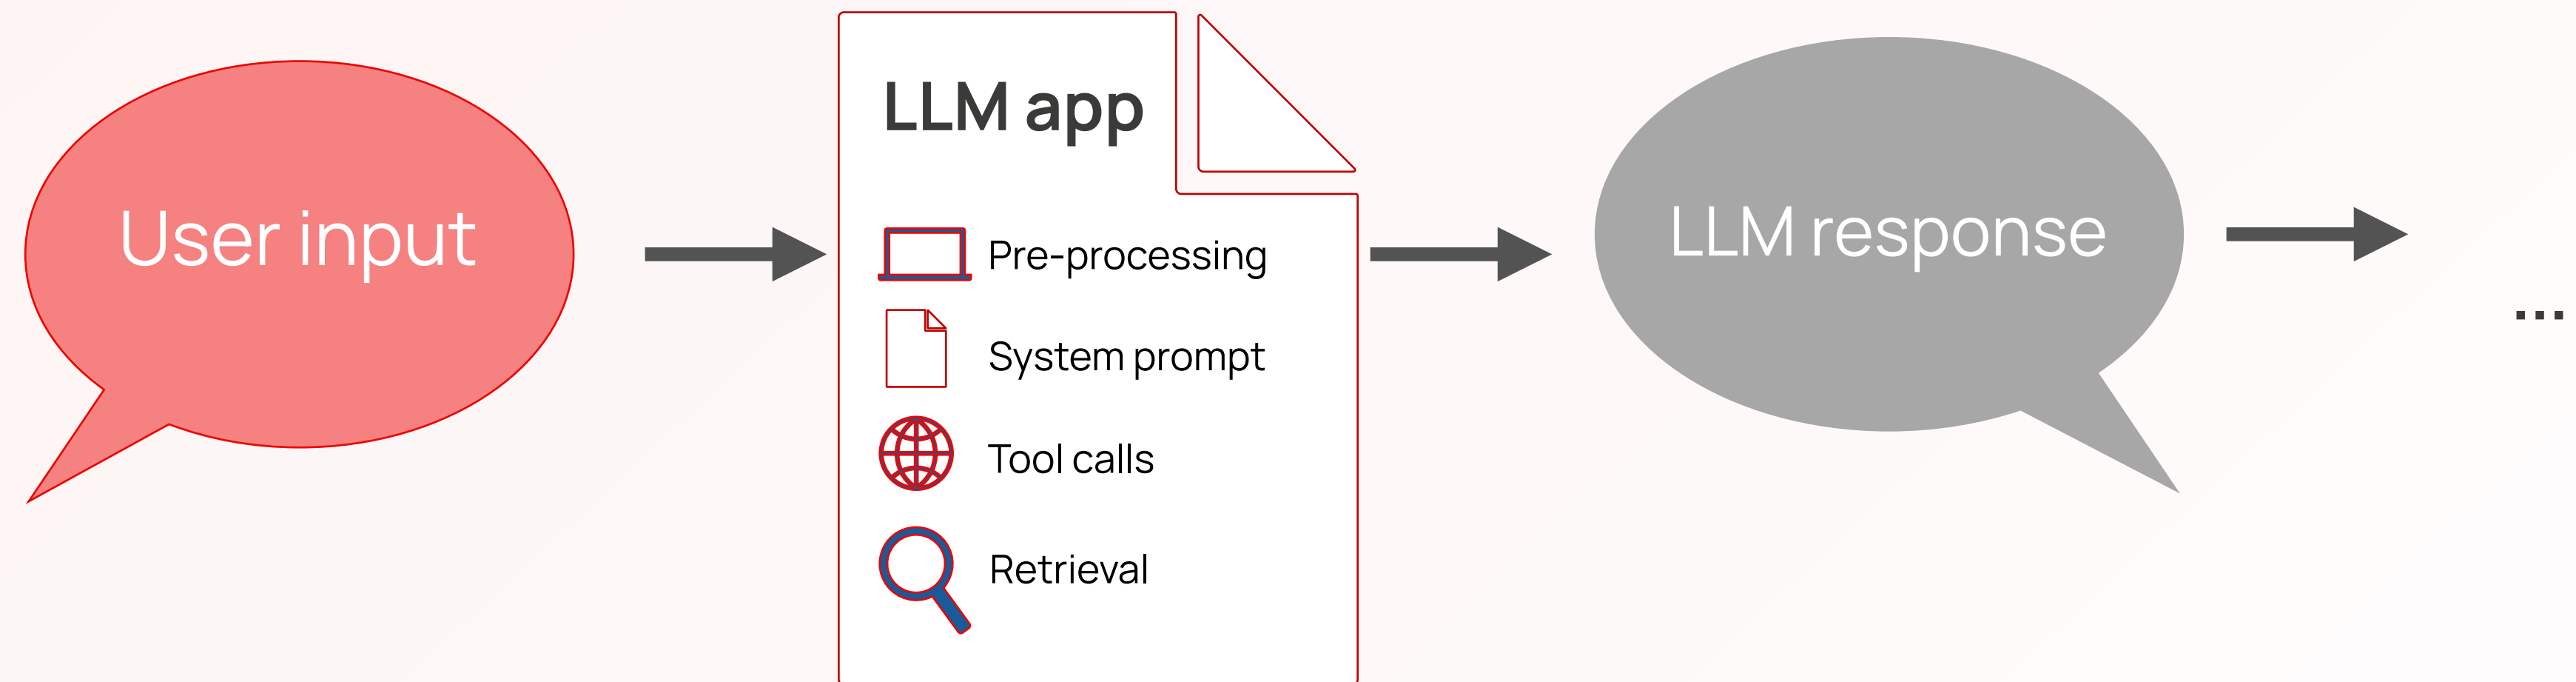 User input
LLM app
Pre-processing
System prompt
Tool calls
Retrieval
LLM response
...